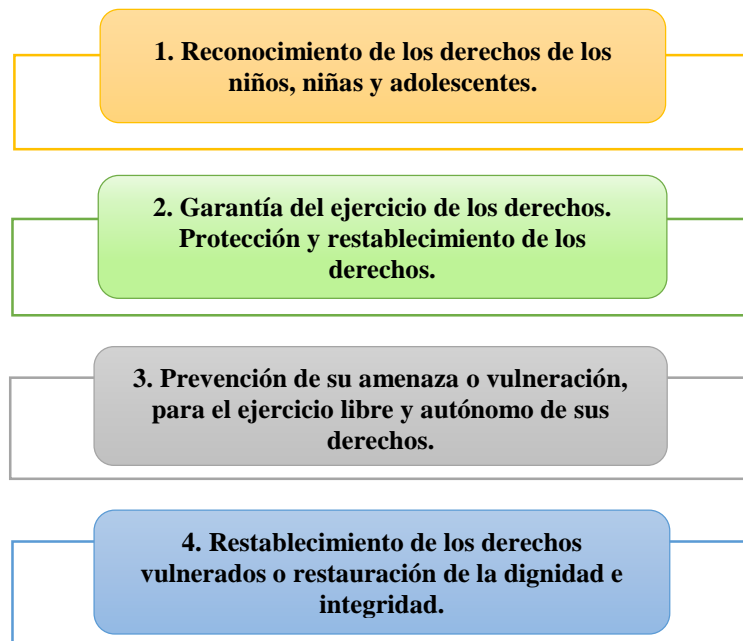 1. Reconocimiento de los derechos de los
niños, niñas y adolescentes.
2. Garantía del ejercicio de los derechos.
Protección y restablecimiento de los
derechos.
3. Prevención de su amenaza o vulneración,
para el ejercicio libre y autónomo de sus
derechos.
4. Restablecimiento de los derechos
vulnerados o restauración de la dignidad e
integridad.